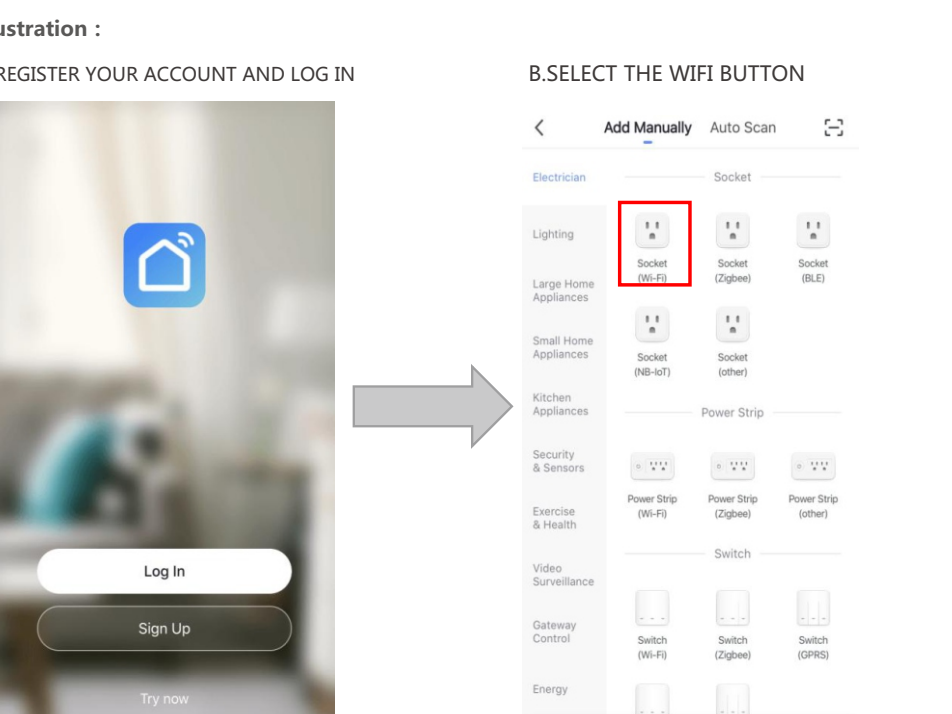 ustration :
REGISTER YOUR ACCOUNT AND LOG IN
Log In
Sign Up
Try now
B.SELECT THE WIFI BUTTON
Add Manually Auto Scan
Electrician
Lighting
Large Home
Appliances
Small Home
Appliances
Kitchen
Appliances
Security
& Sensors
Exercise
& Health
Video
Surveillance
Gateway
Control
Energy
Socket
Socket
(Wi-Fi)
Socket
(Zigbee)
Socket
(BLE)
Socket
(NB-IoT)
Socket
(other)
Power Strip
Power Strip
(Wi-Fi)
Power Strip
(Zigbee)
Power Strip
(other)
Switch
Switch
(Wi-Fi)
Switch
(Zigbee)
Switch
(GPRS)